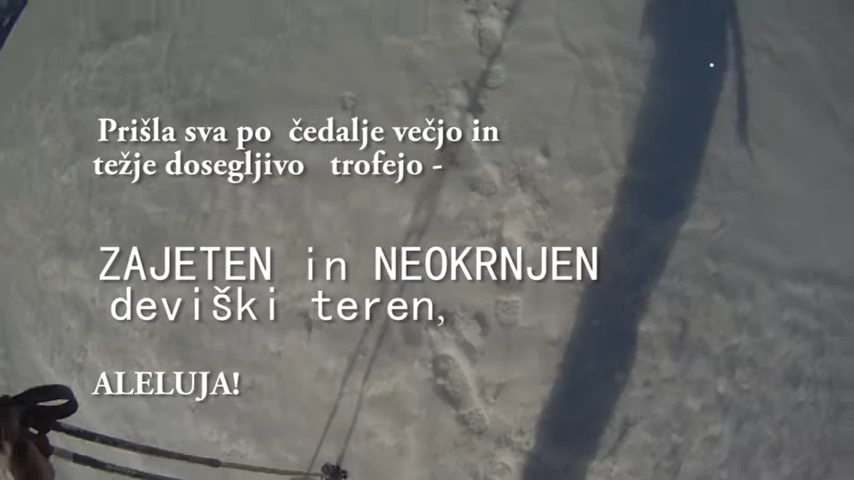 Prišla sva po čedalje večjo in
težje dosegljivo trofejo -
ZAJETEN in NEOKRNJEN
deviški teren,
ALELUJA!